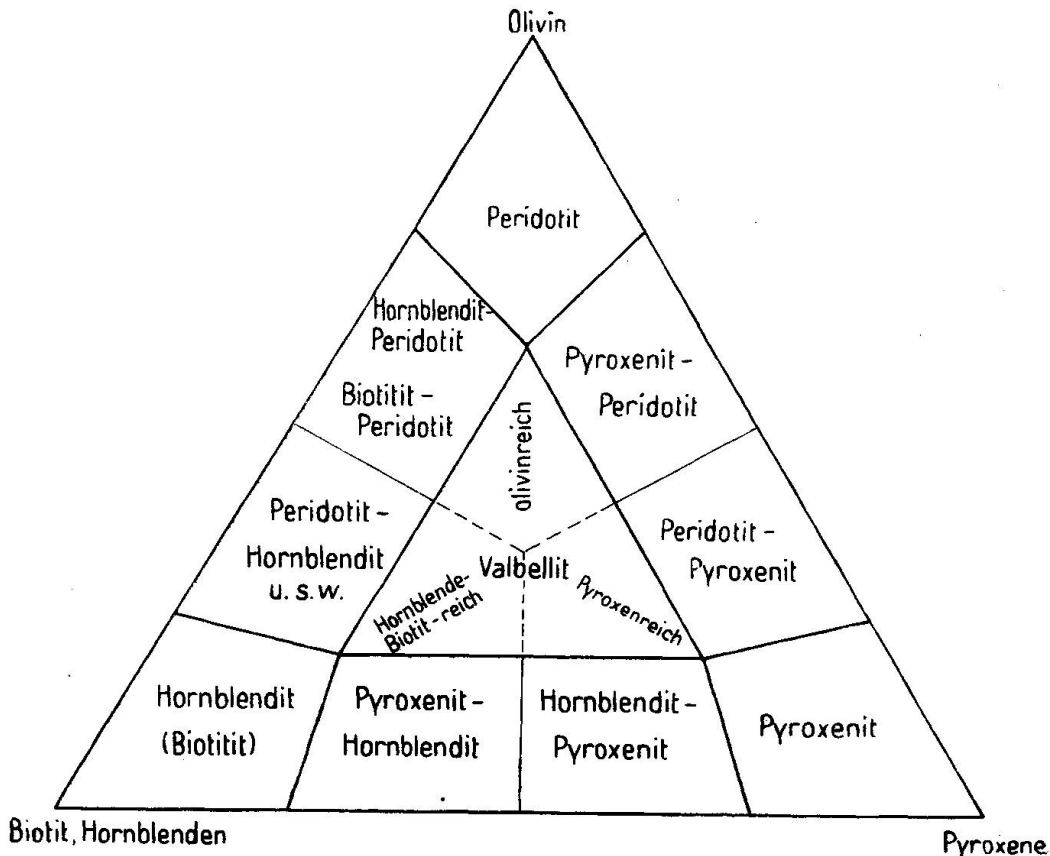 Olivin
Peridotit
Hornblendit-
Peridotit
Biotitit-
Peridotit
Pyroxenit-
Peridotit
olivinreich
Peridotit-
Hornblendit
u. s. w.
Peridotit-
Pyroxenit
Valbellit
Hornblende-
Biotit-reich
Pyroxenreich
Hornblendit
(Biotitit)
Pyroxenit-
Hornblendit
Hornblendit-
Pyroxenit
Pyroxenit
Biotit, Hornblenden
Pyroxene